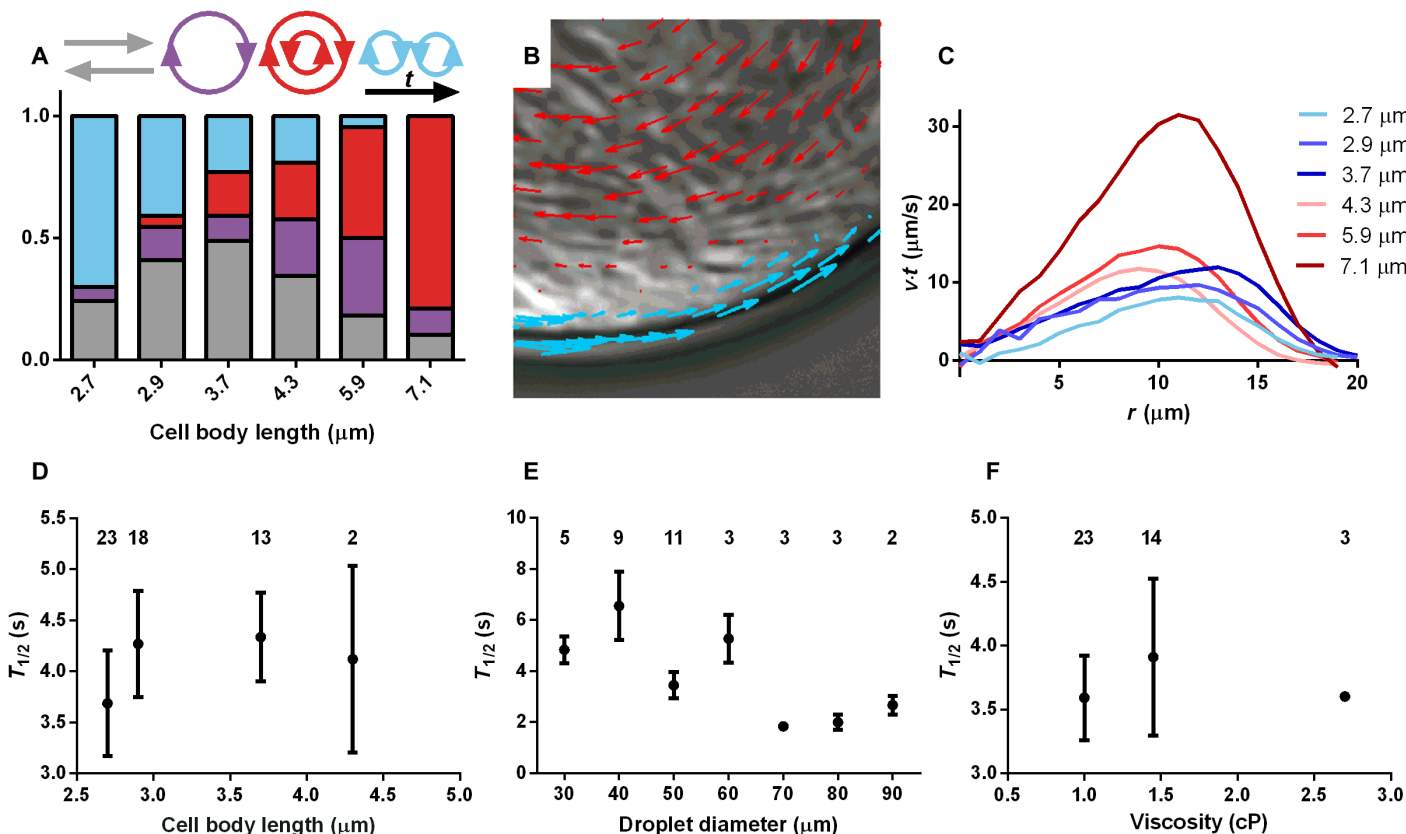 A
t
1.0
0.5
0.0
2.7
2.9
3.7
4.3
5.9
7.1
Cell body length (μm)
B
C
30
20
10
0
5
10
15
20
v·t (μm/s)
r (μm)
2.7 μm
2.9 μm
3.7 μm
4.3 μm
5.9 μm
7.1 μm
D
23 18 13 2
5.5
5.0
4.5
4.0
3.5
3.0
T1/2 (s)
2.5 3.0 3.5 4.0 4.5 5.0
Cell body length (μm)
E
5 9 11 3 3 3 2
10
8
6
4
2
0
T1/2 (s)
30 40 50 60 70 80 90
Droplet diameter (μm)
F
23 14 3
5.0
4.5
4.0
3.5
3.0
T1/2 (s)
0.5 1.0 1.5 2.0 2.5 3.0
Viscosity (cP)